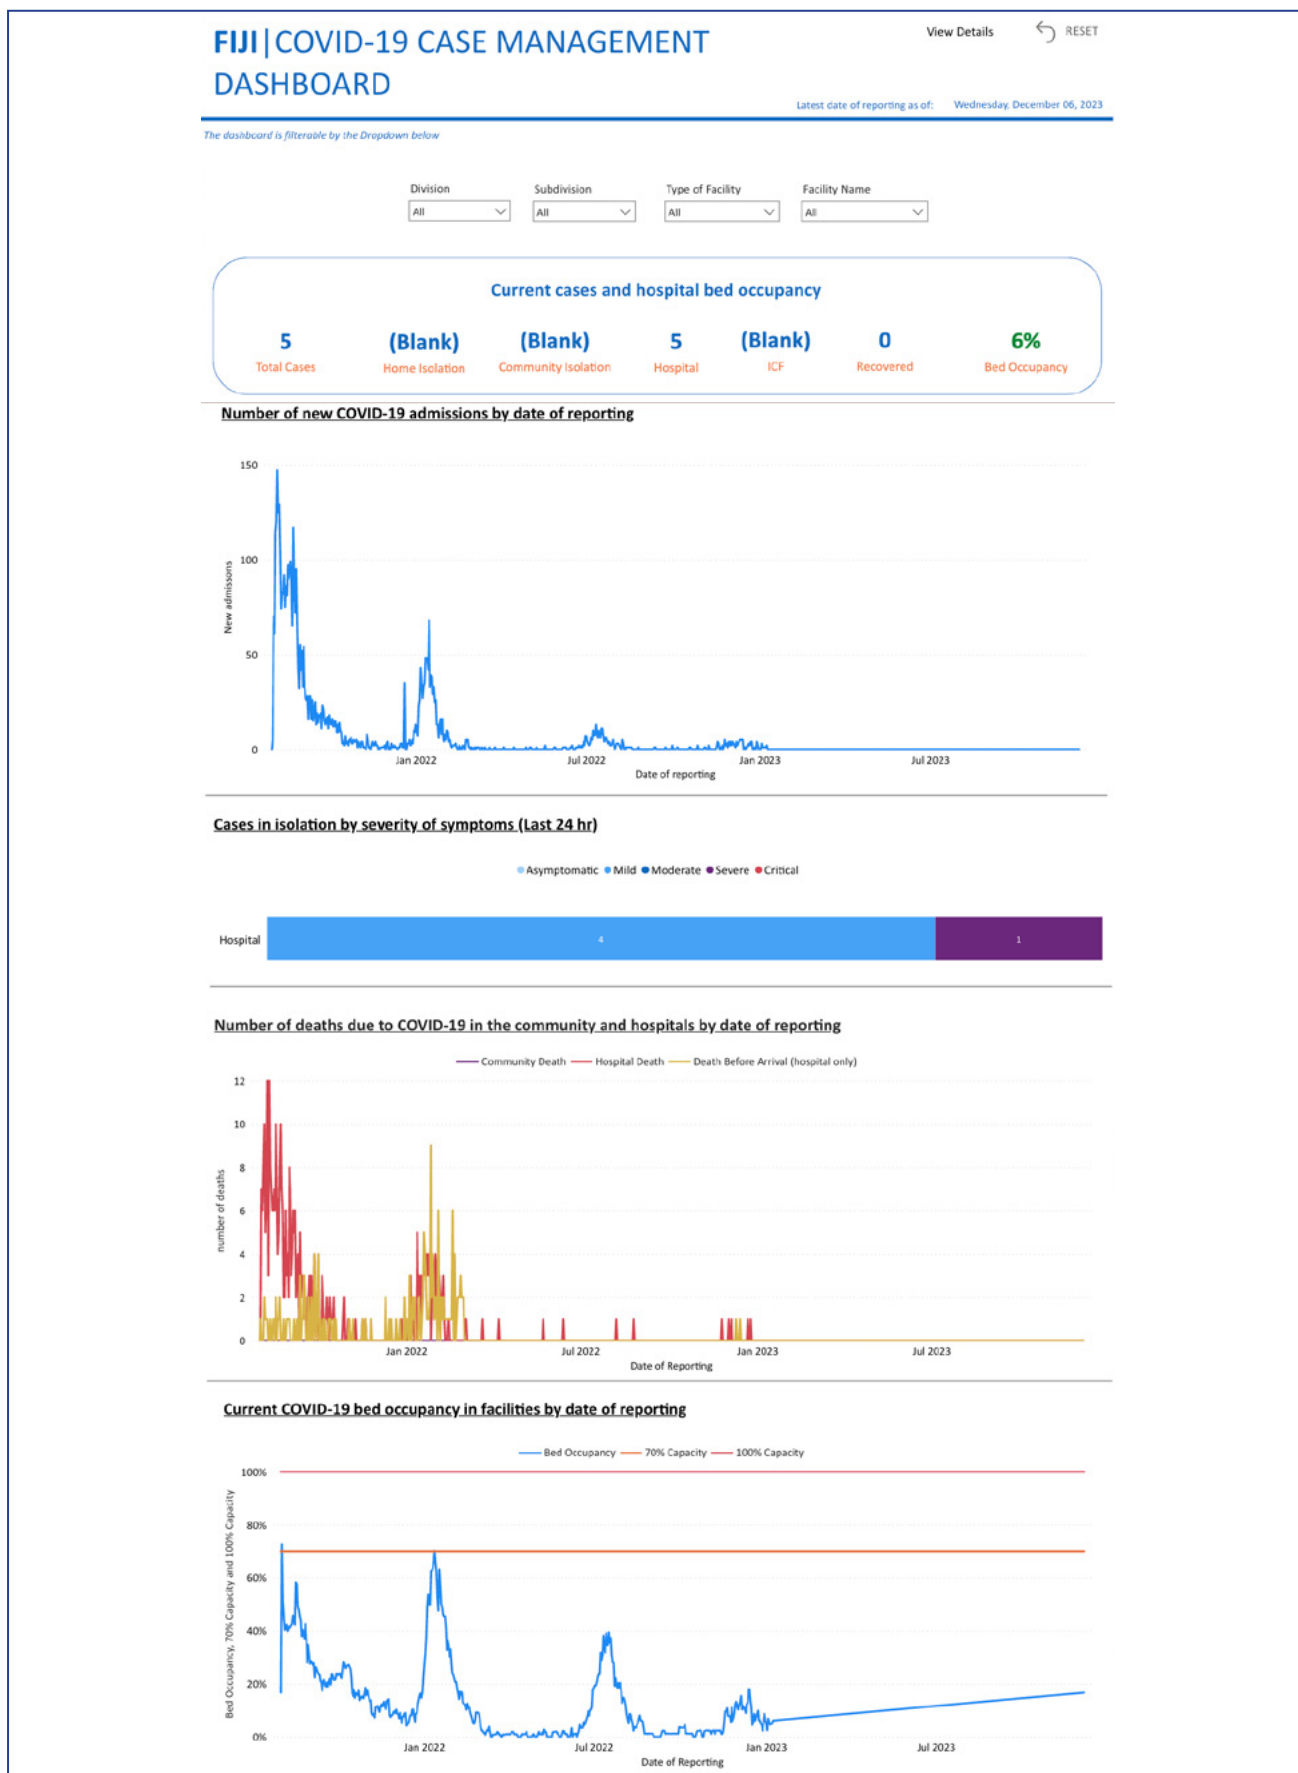 FIJI|COVID-19 CASE MANAGEMENT
DASHBOARD
View Details
RESET
Latest date of reporting as of: Wednesday, December 06, 2023
The dashboard is filterable by the Dropdown below
Division Subdivision Type of Facility Facility Name
All All All All
Current cases and hospital bed occupancy
5 (Blank) (Blank) 5 (Blank) 0 6%
Total Cases Home Isolation Community Isolation Hospital ICF Recovered Bed Occupancy
Number of new COVID-19 admissions by date of reporting
150
100
50
0
New admissons
Jan 2022 Jul 2022 Jan 2023 Jul 2023
Date of reporting
Cases in isolation by severity of symptoms (Last 24 hr)
Asymptomatic Mild Moderate Severe Critical
Hospital 4 1
Number of deaths due to COVID-19 in the community and hospitals by date of reporting
Community Death Hospital Death Death Before Arrival (hospital only)
12
10
8
6
4
2
0
number of deaths
Jan 2022 Jul 2022 Jan 2023 Jul 2023
Date of Reporting
Current COVID-19 bed occupancy in facilities by date of reporting
Bed Occupancy 70% Capacity 100% Capacity
100%
80%
60%
40%
20%
0%
Bed Occupancy, 70% Capacity and 100% Capacity
Jan 2022 Jul 2022 Jan 2023 Jul 2023
Date of Reporting